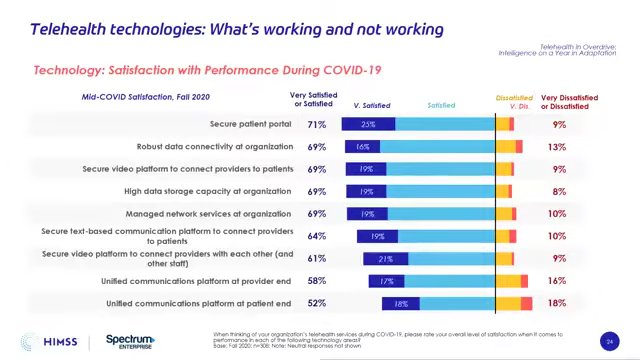 Telehealth technologies: What's working and not working
Telehealth in Overdrive:
Intelligence on a Year in Adaptation
Technology: Satisfaction with Performance During COVID-19
Mid-COVID Satisfaction, Fall 2020
Very Satisfied
or Satisfied
V. Satisfied
Satisfied
Dissatisfied
V. Dis.
Very Dissatisfied
or Dissatisfied
Secure patient portal 71% 25% 9%
Robust data connectivity at organization 69% 16% 13%
Secure video platform to connect providers to patients 69% 19% 9%
High data storage capacity at organization 69% 19% 8%
Managed network services at organization 69% 19% 10%
Secure text-based communication platform to connect providers
to patients 64% 19% 10%
Secure video platform to connect providers with each other (and
other staff) 61% 21% 9%
Unified communications platform at provider end 58% 17% 16%
Unified communications platform at patient end 52% 18% 18%
HIMSS
Spectrum
ENTERPRISE
When thinking of your organization's telehealth services during COVID-19, please rate your overall level of satisfaction when it comes to
performance in each of the following technology areas?
Base: Fall 2020: n=308; Note: Neutral responses not shown
24